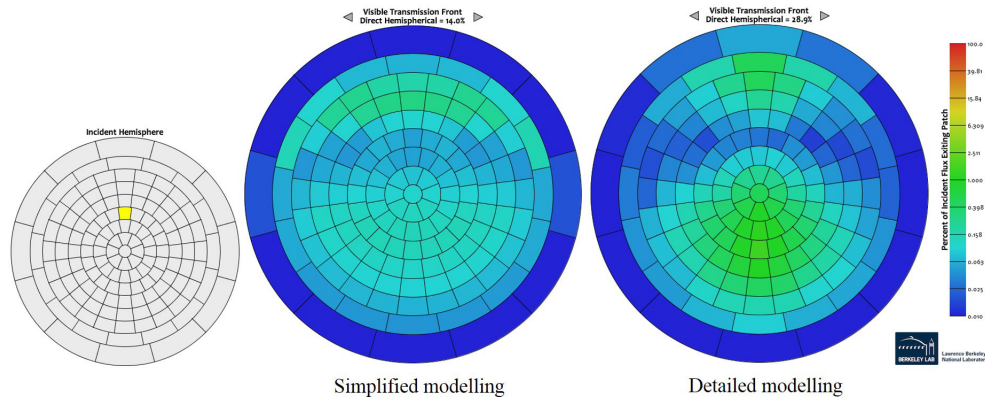 Visible Transmission Front
Direct Hemispherical = 14.0%
Visible Transmission Front
Direct Hemispherical = 28.9%
Incident Hemisphere
100.0
39.81
15.84
6.309
2.511
1.000
0.398
0.158
0.063
0.025
0.010
Percent of Incident Flux Exiting Patch
BERKELEY LAB
Lawrence Berkeley
National Laborate
Simplified modelling
Detailed modelling